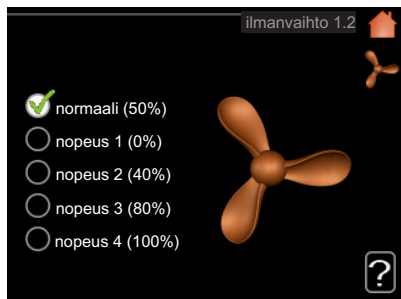 ilmanvaihto 1.2
normaali (50%)
nopeus 1 (0%)
nopeus 2 (40%)
nopeus 3 (80%)
nopeus 4 (100%)
?